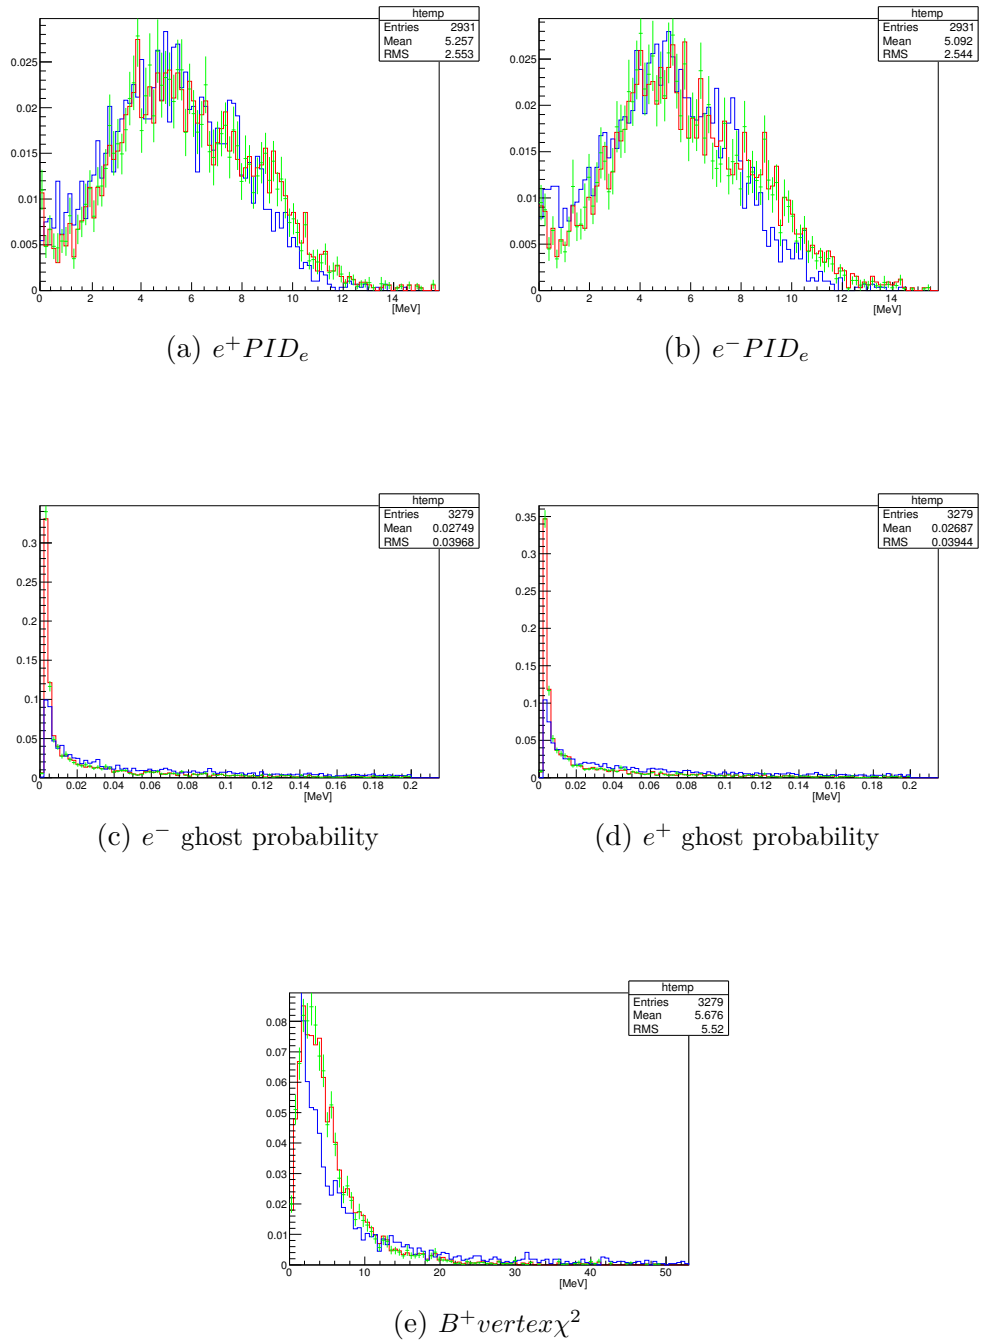 htemp
Entries 2931
Mean 5.257
RMS 2.553
0.025
0.02
0.015
0.01
0.005
0
0 2 4 6 8 10 12 14
[MeV]
(a) e⁺PID_e
htemp
Entries 2931
Mean 5.092
RMS 2.544
0.025
0.02
0.015
0.01
0.005
0
0 2 4 6 8 10 12 14
[MeV]
(b) e⁻PID_e
htemp
Entries 3279
Mean 0.02749
RMS 0.03968
0.3
0.25
0.2
0.15
0.1
0.05
0
0 0.02 0.04 0.06 0.08 0.1 0.12 0.14 0.16 0.18 0.2
[MeV]
(c) e⁻ ghost probability
htemp
Entries 3279
Mean 0.02687
RMS 0.03944
0.35
0.3
0.25
0.2
0.15
0.1
0.05
0
0 0.02 0.04 0.06 0.08 0.1 0.12 0.14 0.16 0.18 0.2
[MeV]
(d) e⁺ ghost probability
htemp
Entries 3279
Mean 5.676
RMS 5.52
0.08
0.07
0.06
0.05
0.04
0.03
0.02
0.01
0
0 10 20 30 40 50
[MeV]
(e) B⁺vertexχ²